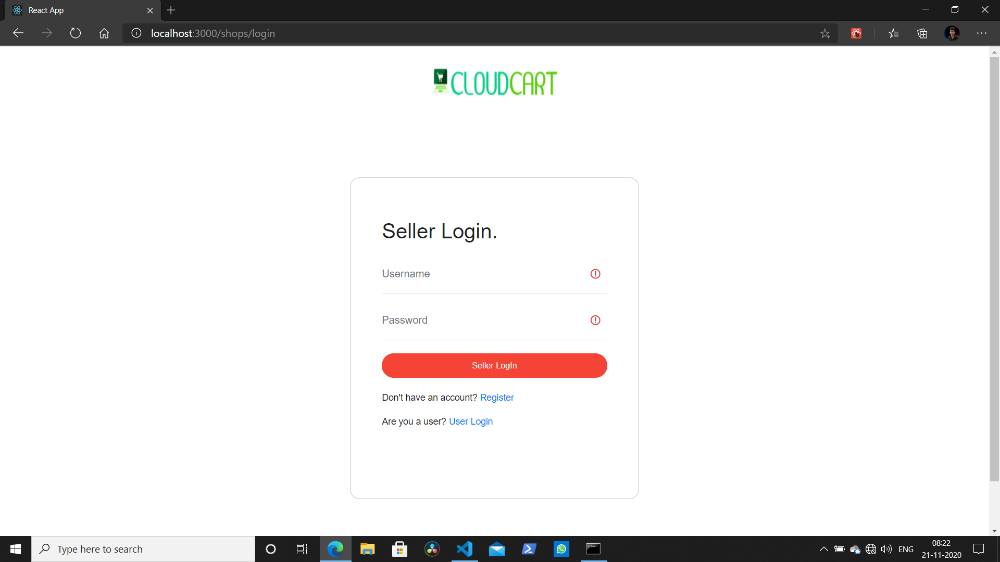 React App
localhost:3000/shops/login
CLOUDCART
Seller Login.
Username
Password
Seller LogIn
Don't have an account? Register
Are you a user? User Login
Type here to search
ENG
08:22
21-11-2020